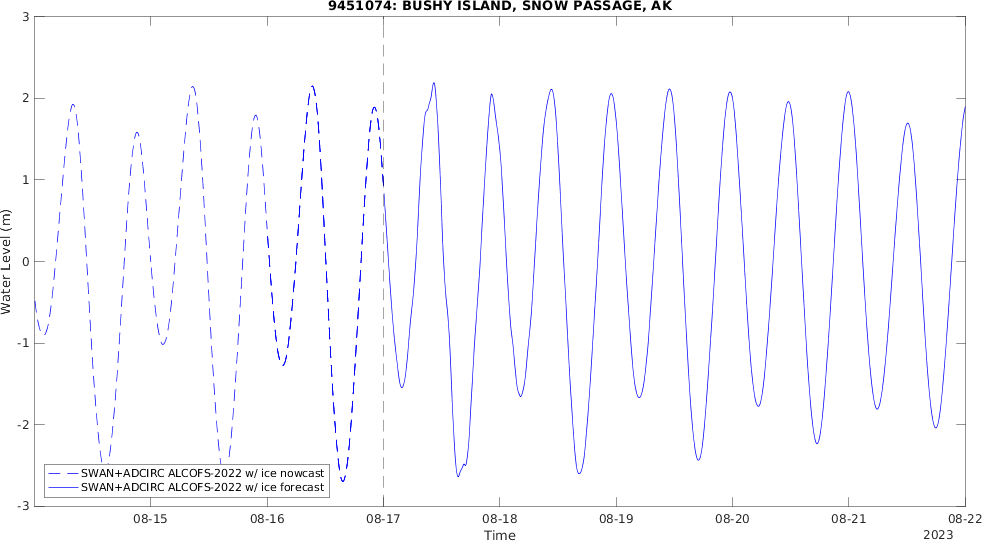 9451074: BUSHY ISLAND, SNOW PASSAGE, AK
3
2
1
0
-1
-2
-3
Water Level (m)
SWAN+ADCIRC ALCOFS-2022 w/ ice nowcast
SWAN+ADCIRC ALCOFS-2022 w/ ice forecast
08-15 08-16 08-17 08-18 08-19 08-20 08-21 08-22
Time
2023